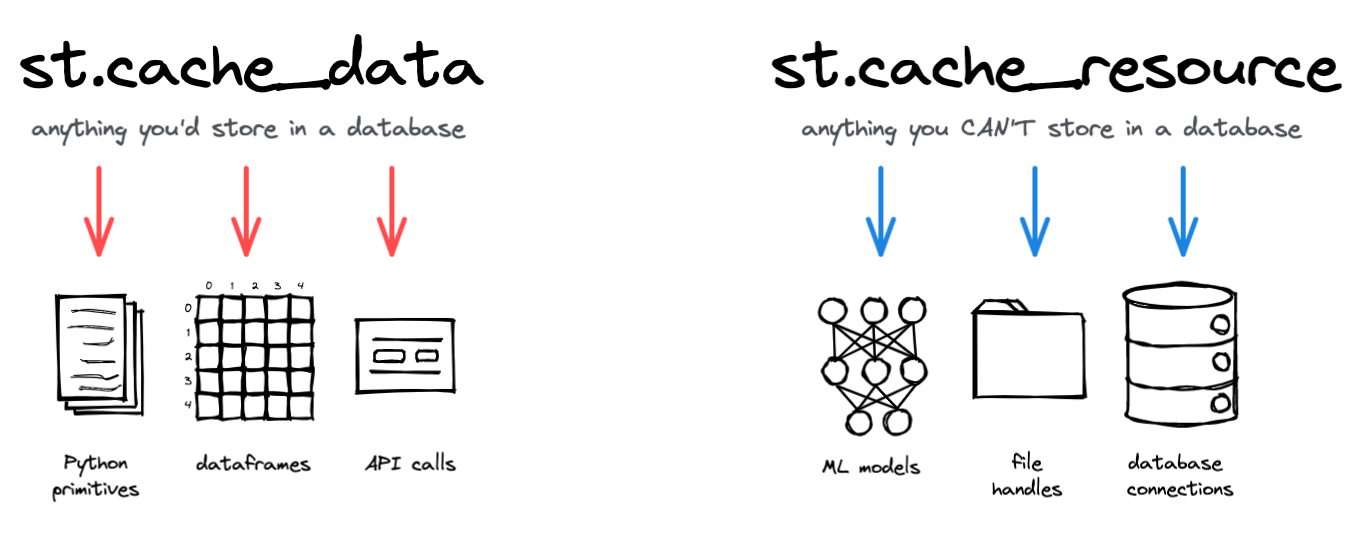 st.cache_data
anything you'd store in a database
0 1 2 3 4
0
1
2
3
4
Python
primitives
dataframes
API calls
st.cache_resource
anything you CAN'T store in a database
ML models
file
handles
database
connections